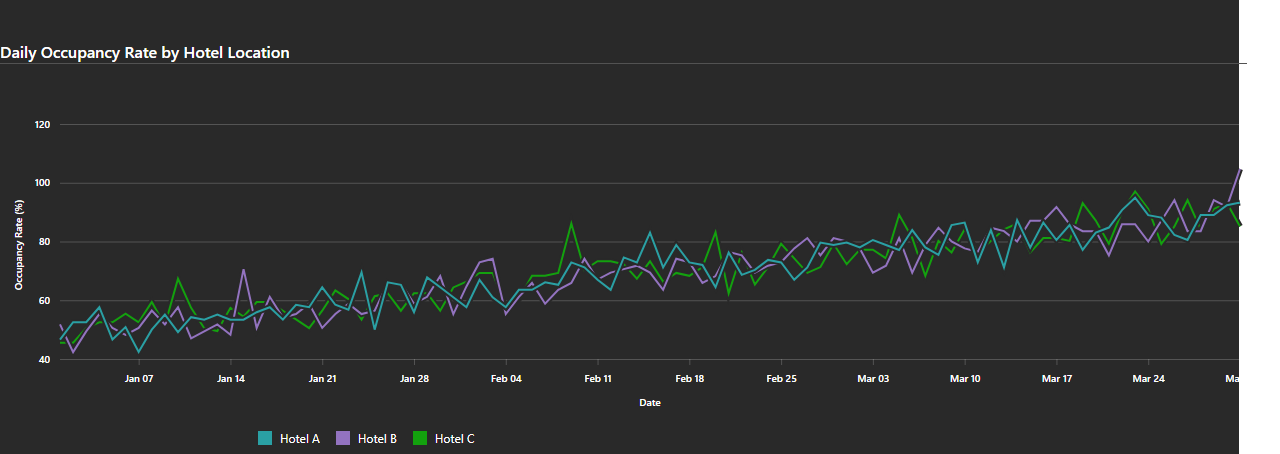 Daily Occupancy Rate by Hotel Location
120
100
80
60
40
Occupancy Rate (%)
Jan 07 Jan 14 Jan 21 Jan 28 Feb 04 Feb 11 Feb 18 Feb 25 Mar 03 Mar 10 Mar 17 Mar 24 Ma
Date
Hotel A Hotel B Hotel C